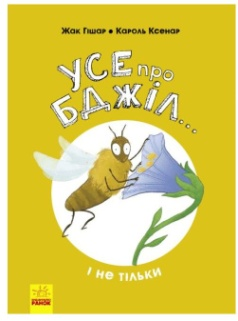 Жак Гішар • Кароль Ксенар
УСЕ про
БДЖІЛ...
і не тільки
РАНОК